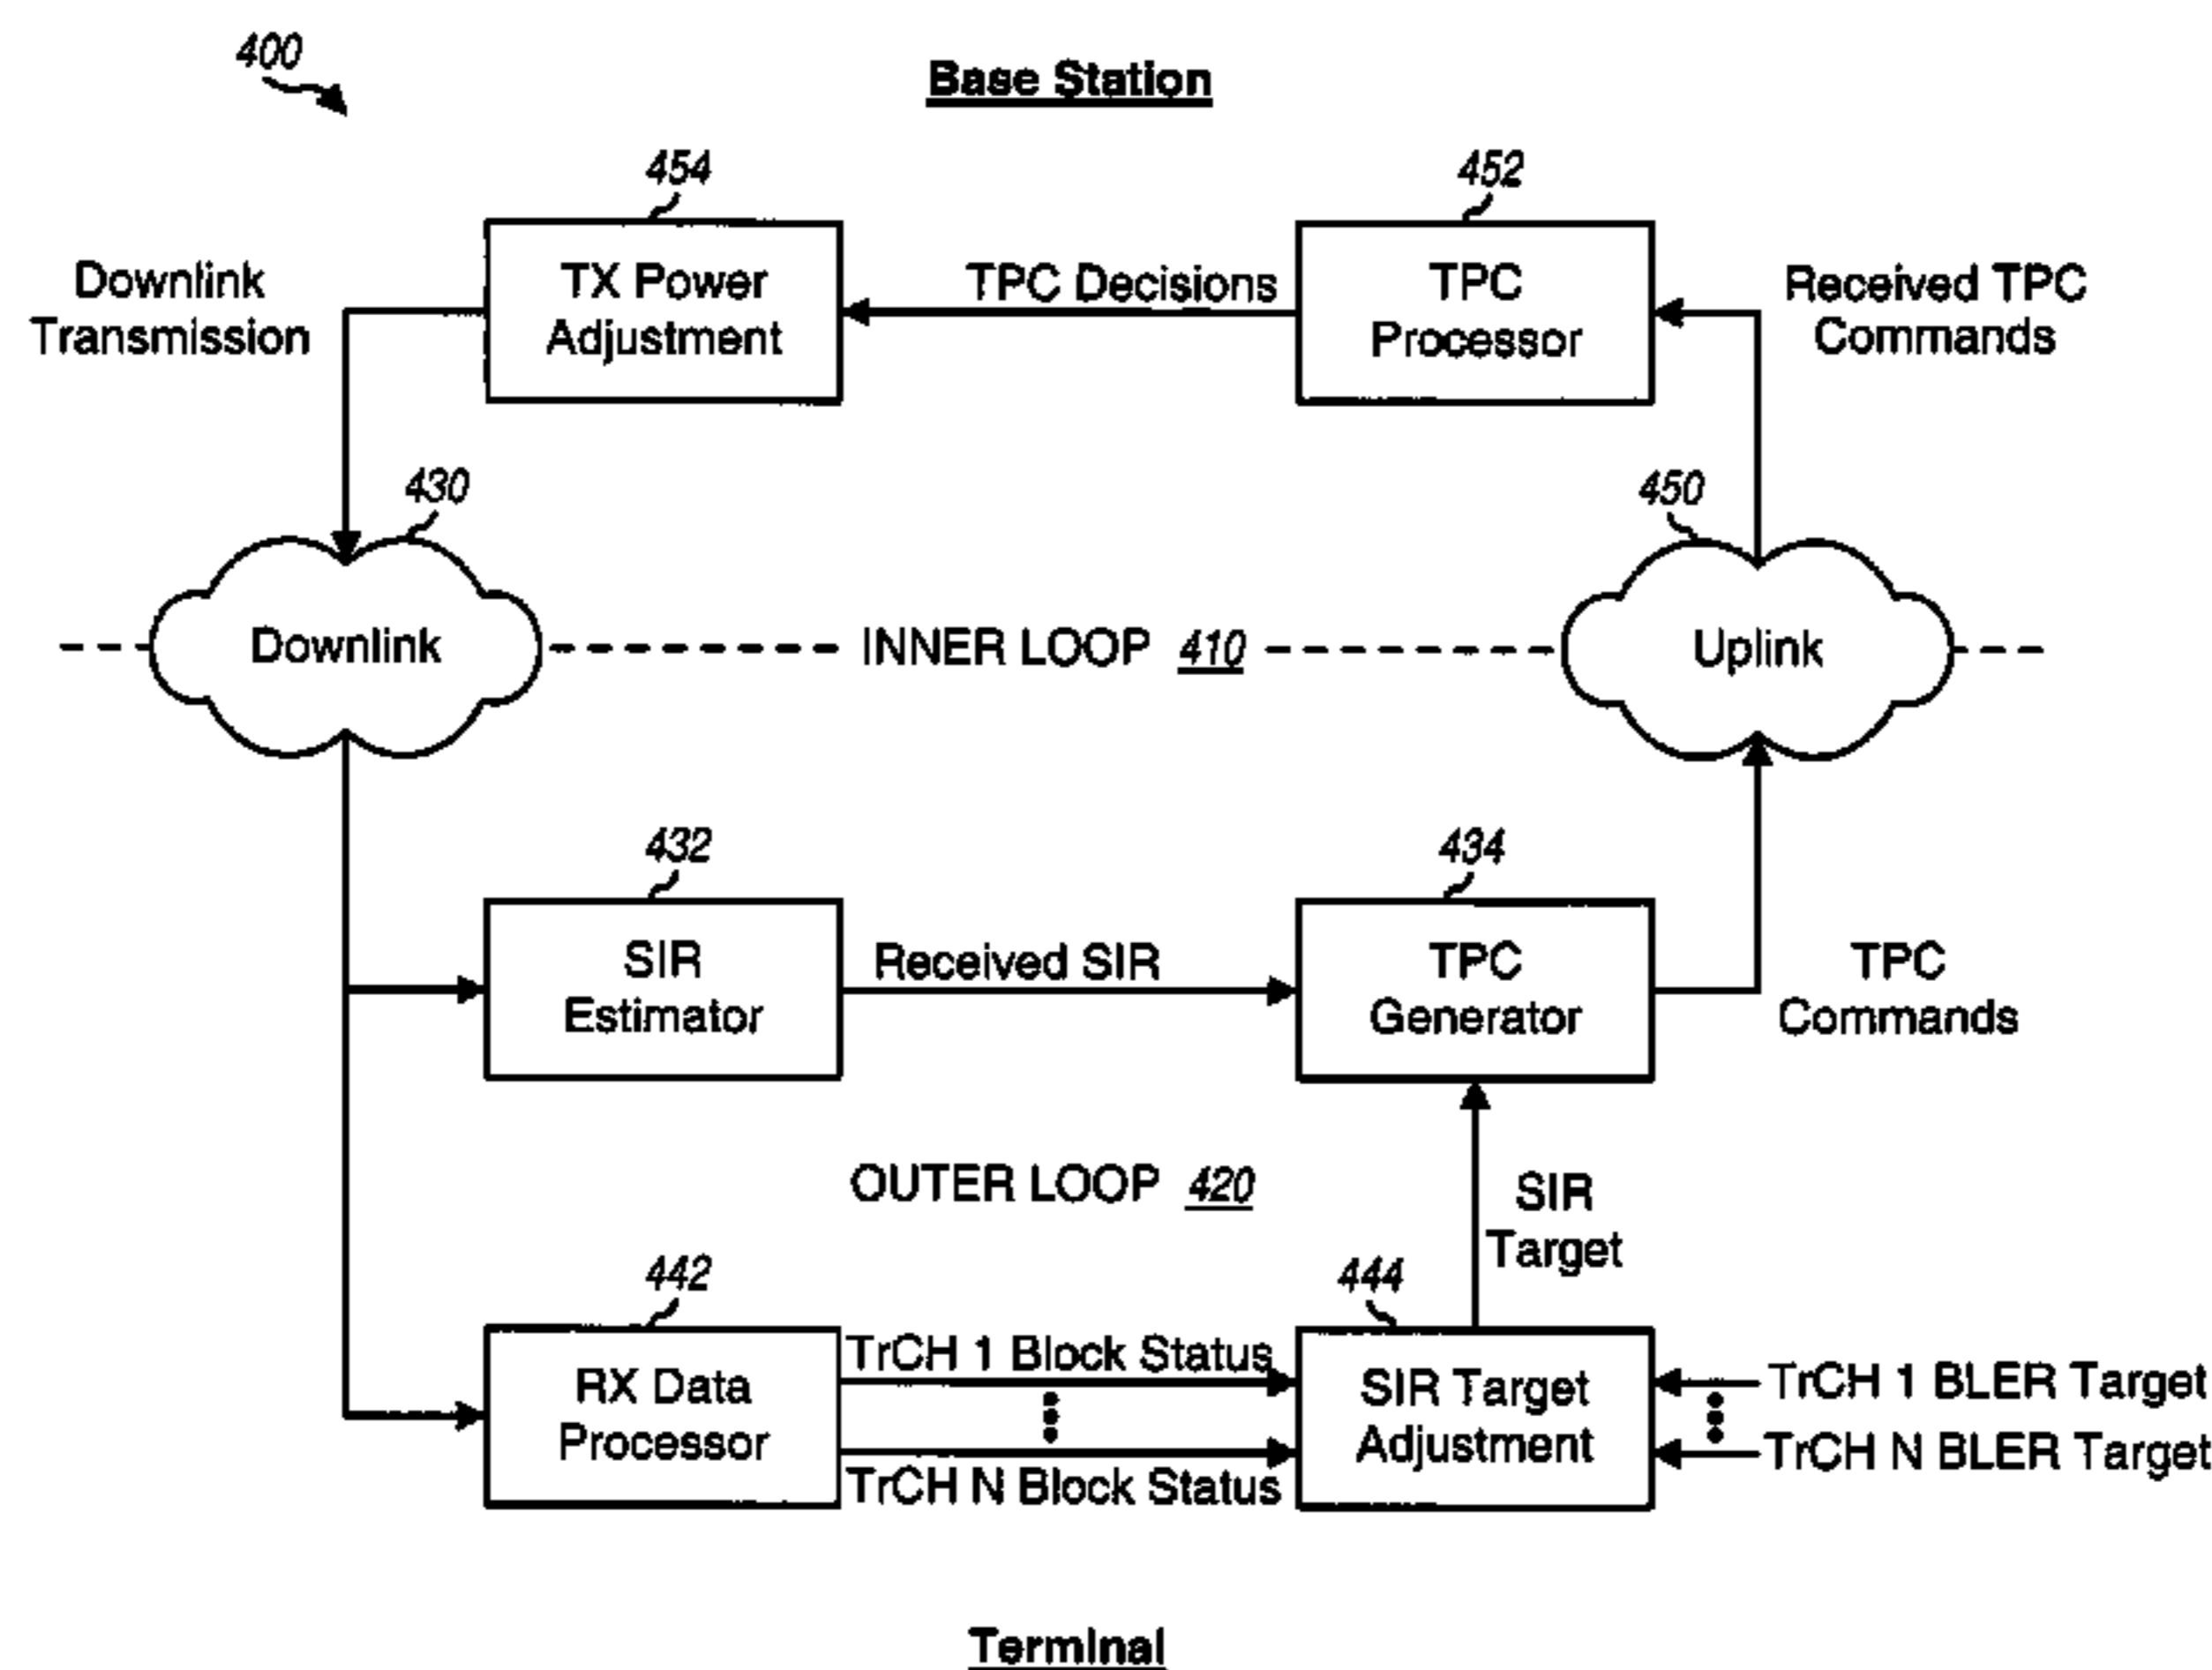 400
Base Station
454
452
Downlink
Transmission
TX Power
Adjustment
TPC Decisions
TPC
Processor
Received TPC
Commands
430
450
Downlink
INNER LOOP 410
Uplink
432
434
SIR
Estimator
Received SIR
TPC
Generator
TPC
Commands
OUTER LOOP 420
SIR
Target
442
444
RX Data
Processor
TrCH 1 Block Status
TrCH N Block Status
SIR Target
Adjustment
TrCH 1 BLER Target
TrCH N BLER Target
Terminal